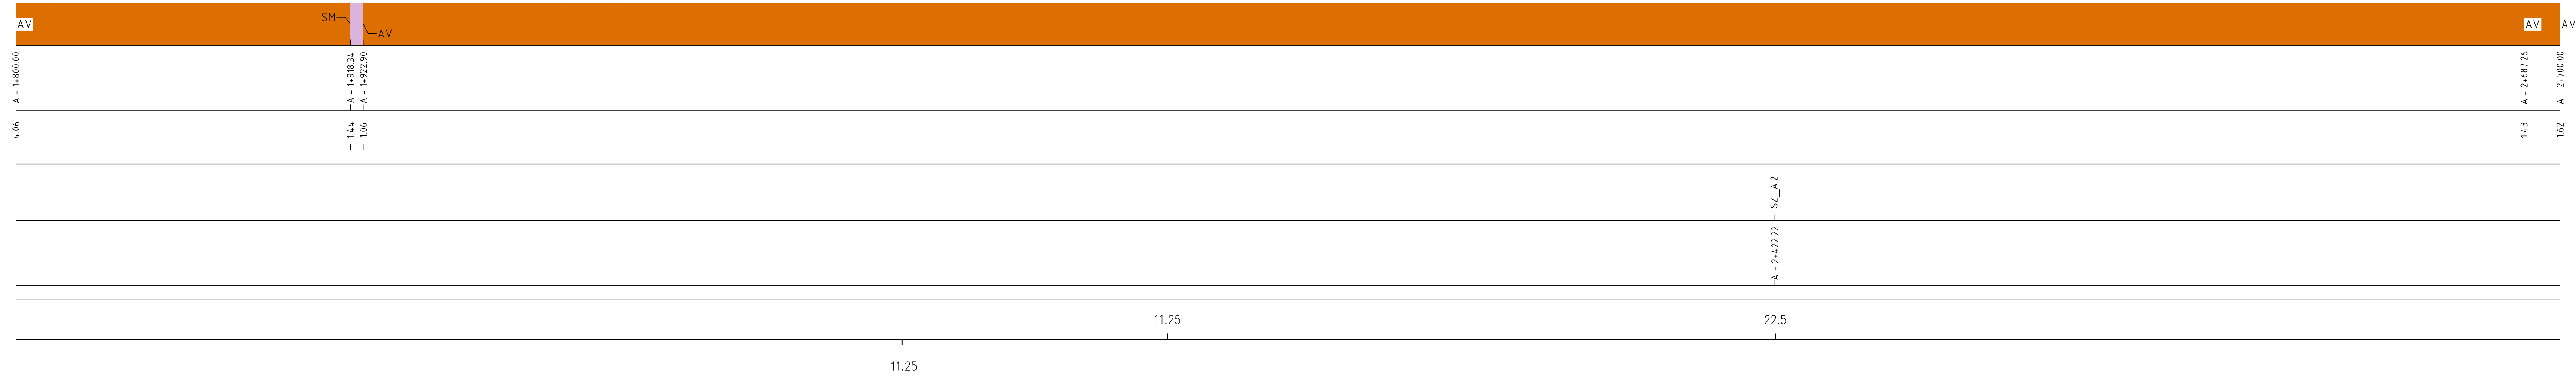 AV
SM
AV
AV
AV
A - 1+800.00
A - 1+918.34
A - 1+922.90
A - 2+687.26
A - 2+700.00
4.06
1.44
1.06
1.43
1.62
SZ_A.2
A - 2+422.22
11.25
22.5
11.25